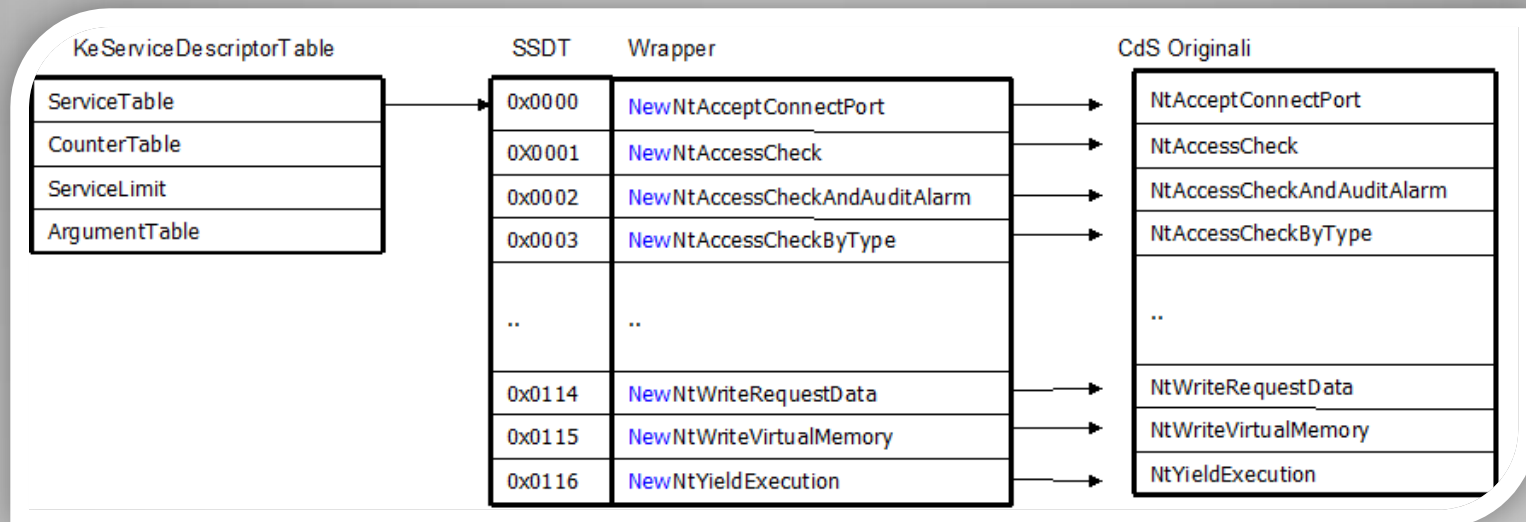 KeServiceDescriptorTable SSDT Wrapper CdS Originali
ServiceTable 0x0000 NewNtAcceptConnectPort NtAcceptConnectPort
CounterTable 0X0001 NewNtAccessCheck NtAccessCheck
ServiceLimit 0x0002 NewNtAccessCheckAndAuditAlarm NtAccessCheckAndAuditAlarm
ArgumentTable 0x0003 NewNtAccessCheckByType NtAccessCheckByType
.. .. ..
0x0114 NewNtWriteRequestData NtWriteRequestData
0x0115 NewNtWriteVirtualMemory NtWriteVirtualMemory
0x0116 NewNtYieldExecution NtYieldExecution